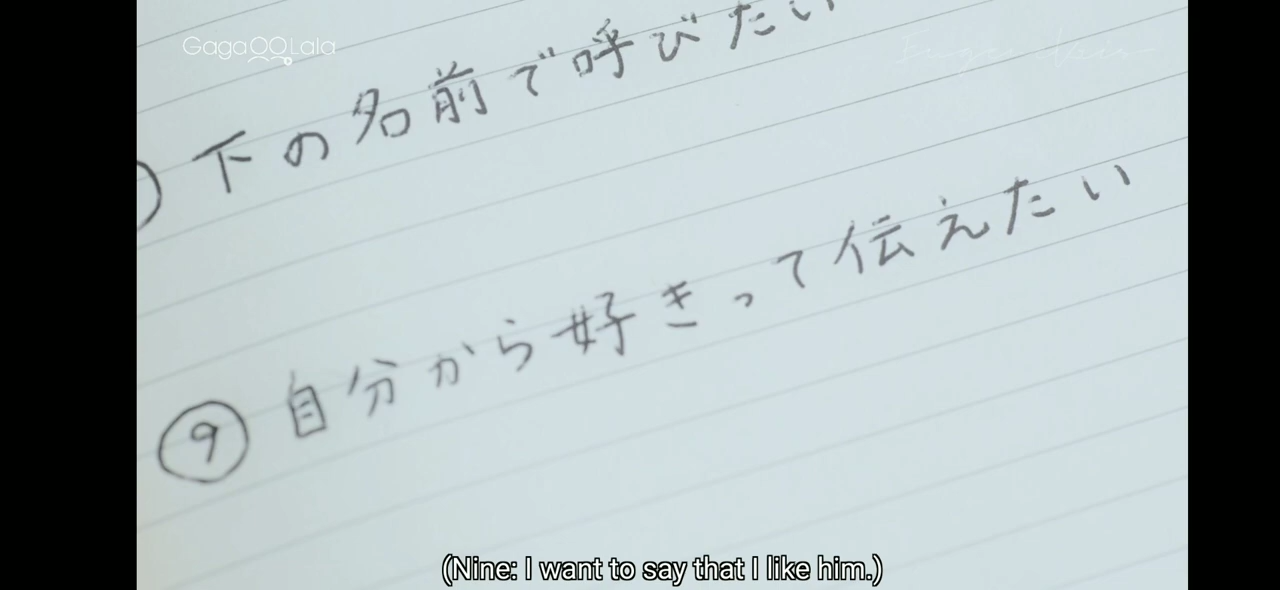 GagaOOLala
下の名前で呼びたい
⑨ 自分から好きって伝えたい
(Nine: I want to say that I like him.)